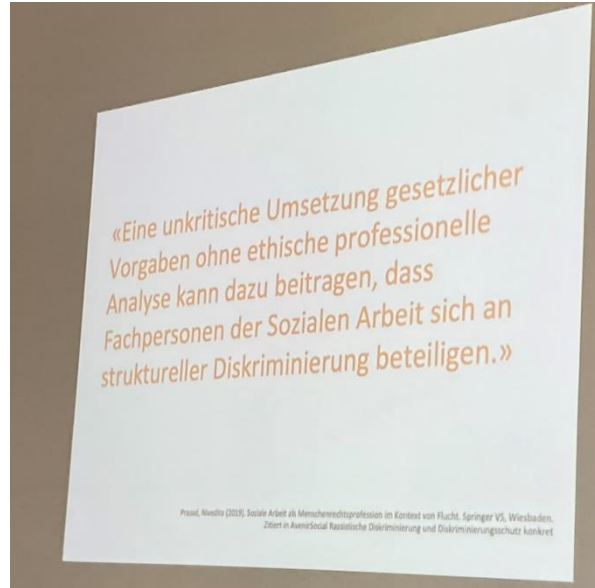 «Eine unkritische Umsetzung gesetzlicher
Vorgaben ohne ethische professionelle
Analyse kann dazu beitragen, dass
Fachpersonen der Sozialen Arbeit sich an
struktureller Diskriminierung beteiligen.»
Prasad, Nivedita (2019), Soziale Arbeit als Menschenrechtsprofession im Kontext von Flucht. Springer VS, Wiesbaden.
Zitiert in AvenirSocial Rassistische Diskriminierung und Diskriminierungsschutz konkret